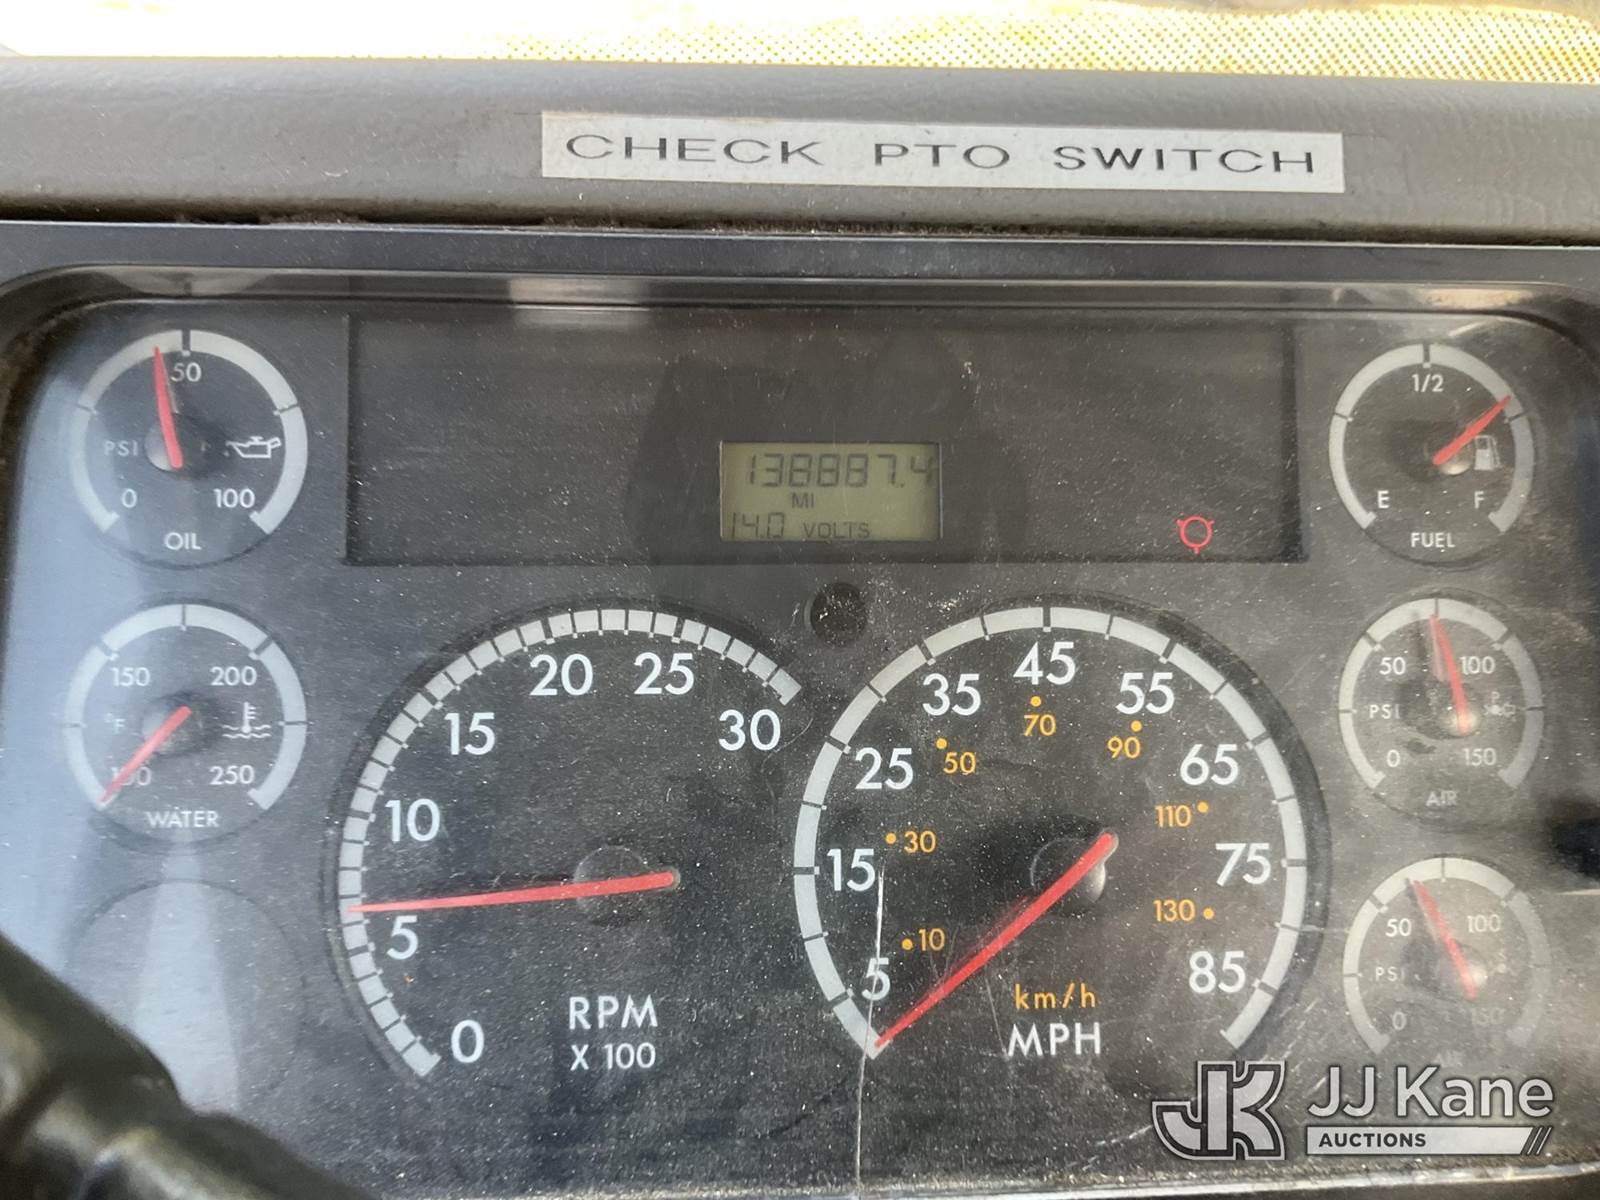 CHECK PTO SWITCH
50
PSI
0 100
OIL
138887.4
MI
14.0 VOLTS
1/2
E F
FUEL
150 200
°F
100 250
WATER
0 5 10 15 20 25 30
RPM
X 100
5 15 25 35 45 55 65 75 85
10 30 50 70 90 110 130
km/h
MPH
50 100
PSI
0 150
AIR
50 100
PSI
0 150
AIR
JK JJ Kane
AUCTIONS